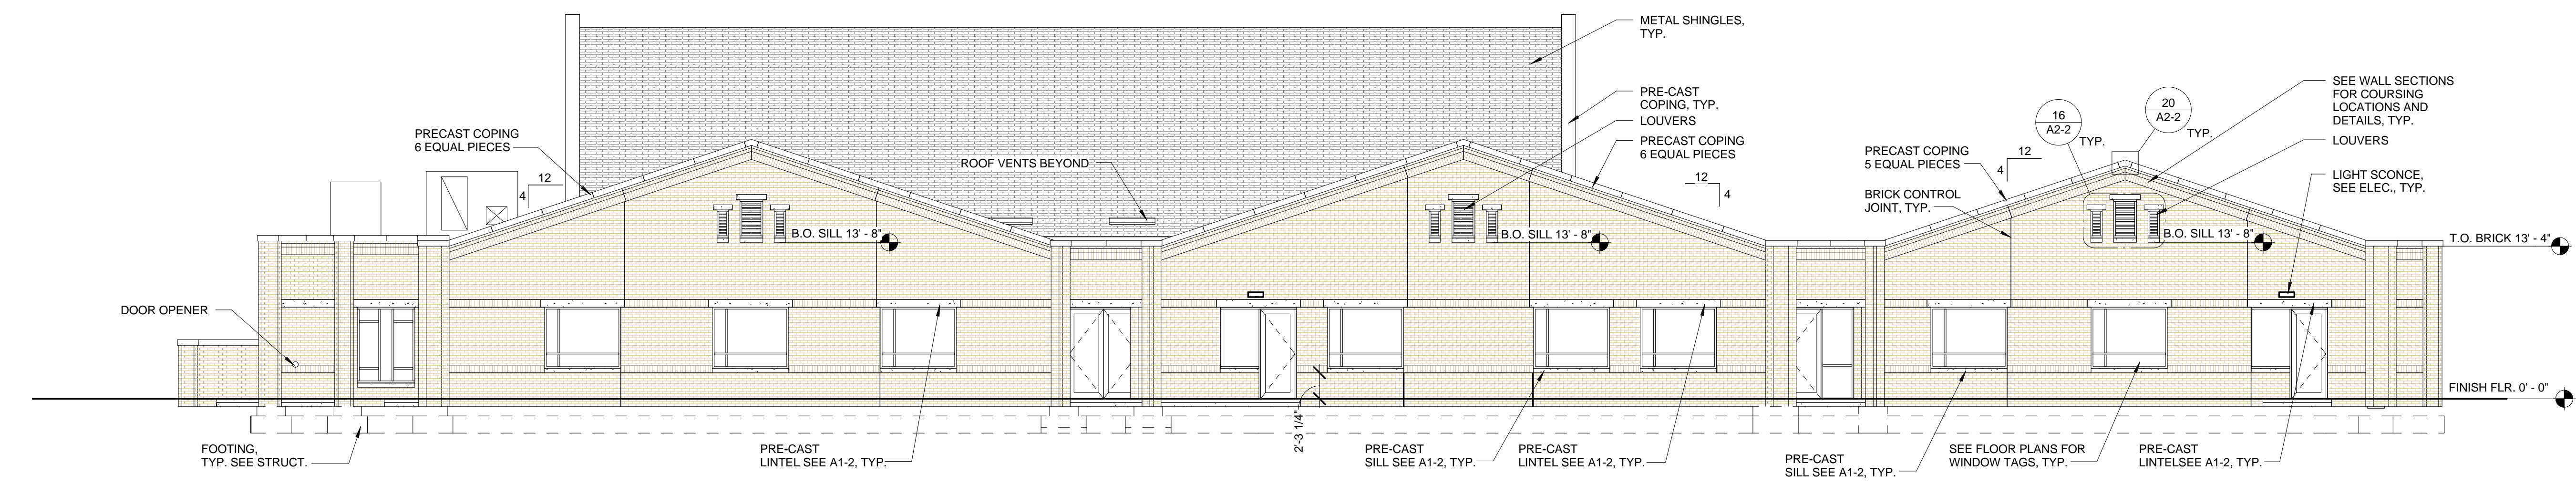 METAL SHINGLES,
TYP.
PRE-CAST
COPING, TYP.
LOUVERS
PRECAST COPING
6 EQUAL PIECES
PRECAST COPING
6 EQUAL PIECES
12
4
ROOF VENTS BEYOND
12
4
PRECAST COPING
5 EQUAL PIECES
12
4
BRICK CONTROL
JOINT, TYP.
16
A2-2
TYP.
20
A2-2
TYP.
SEE WALL SECTIONS
FOR COURSING
LOCATIONS AND
DETAILS, TYP.
LOUVERS
LIGHT SCONCE,
SEE ELEC., TYP.
B.O. SILL 13' - 8"
B.O. SILL 13' - 8"
B.O. SILL 13' - 8"
T.O. BRICK 13' - 4"
DOOR OPENER
FINISH FLR. 0' - 0"
2'-3 1/4"
FOOTING,
TYP. SEE STRUCT.
PRE-CAST
LINTEL SEE A1-2, TYP.
PRE-CAST
SILL SEE A1-2, TYP.
PRE-CAST
LINTEL SEE A1-2, TYP.
PRE-CAST
SILL SEE A1-2, TYP.
SEE FLOOR PLANS FOR
WINDOW TAGS, TYP.
PRE-CAST
LINTELSEE A1-2, TYP.